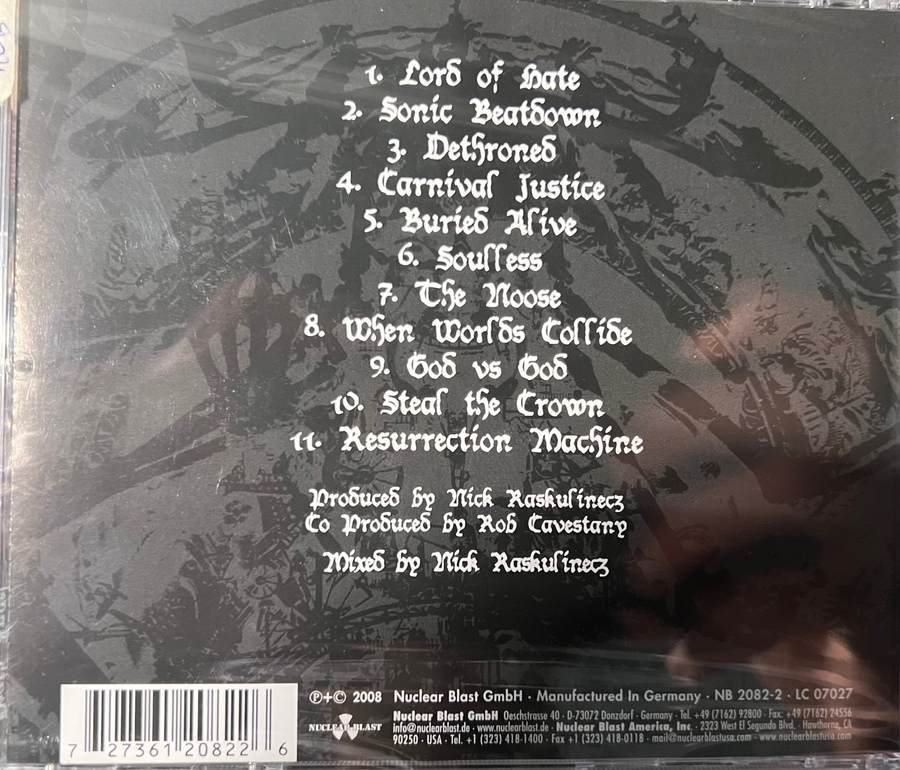 1. Lord of Hate
2. Sonic Beatdown
3. Dethroned
4. Carnival Justice
5. Buried Alive
6. Soulless
7. The Noose
8. When Worlds Collide
9. God vs God
10. Steal the Crown
11. Resurrection Machine
Produced by Nick Raskulinecz
Co Produced by Rob Cavestany
Mixed by Nick Raskulinecz
℗+© 2008 Nuclear Blast GmbH · Manufactured In Germany · NB 2082-2 · LC 07027
NUCLEAR BLAST
Nuclear Blast GmbH Oeschstrasse 40 · D-73072 Donzdorf · Germany · Tel. +49 (7162) 92800 · Fax: +49 (7162) 24556
info@nuclearblast.de · www.nuclearblast.de · Nuclear Blast America, Inc · 2323 West El Segundo Blvd. · Hawthorne, CA
90250 · USA · Tel. +1 (323) 418-1400 · Fax +1 (323) 418-0118 · mail@nuclearblastusa.com · www.nuclearblastusa.com
7 27361 20822 6